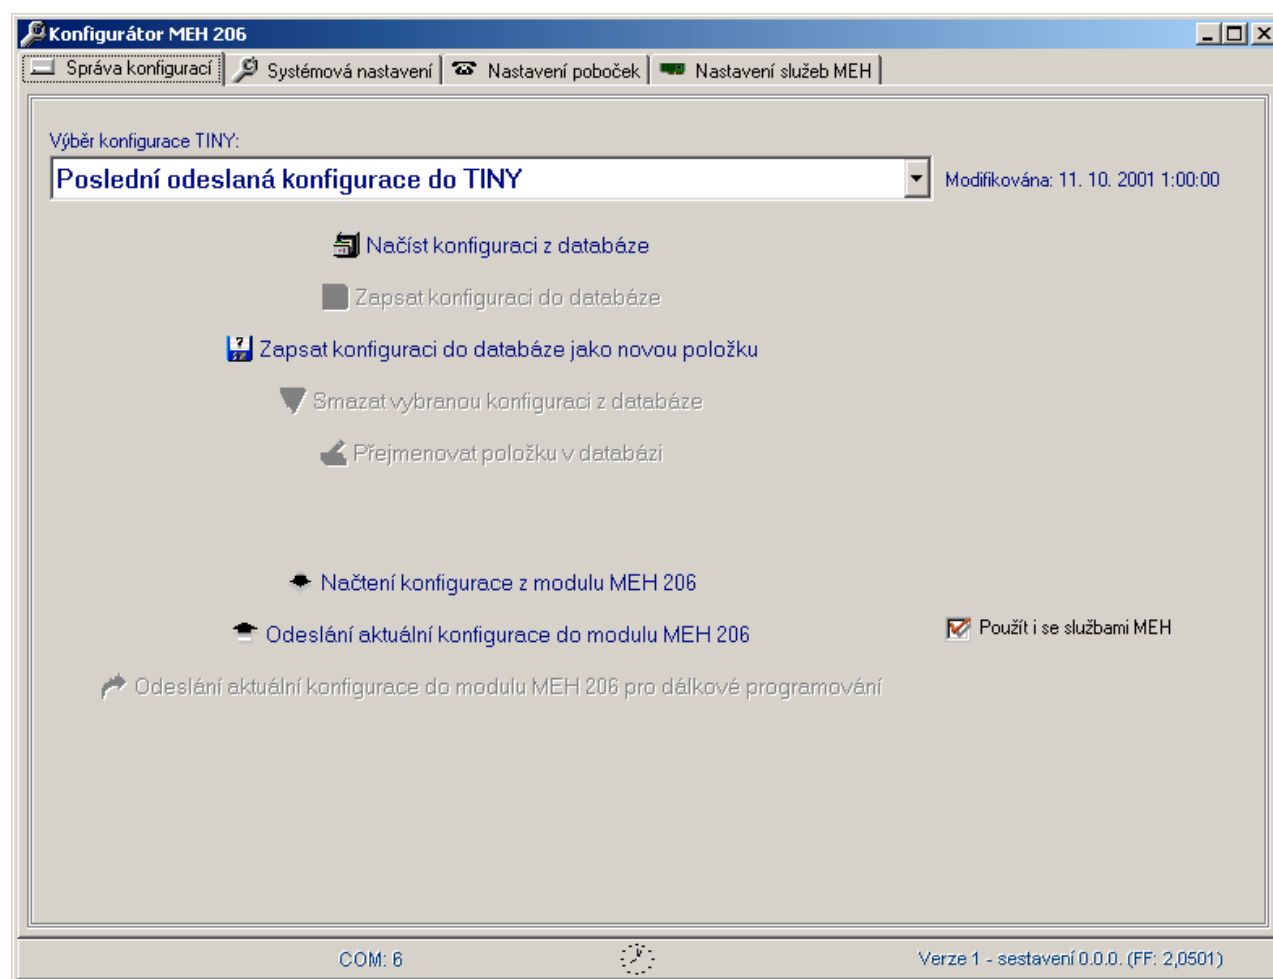 Konfigurátor MEH 206
Správa konfigurací
Systémová nastavení
Nastavení poboček
Nastavení služeb MEH
Výběr konfigurace TINY:
Poslední odeslaná konfigurace do TINY
Modifikována: 11. 10. 2001 1:00:00
Načíst konfiguraci z databáze
Zapsat konfiguraci do databáze
Zapsat konfiguraci do databáze jako novou položku
Smazat vybranou konfiguraci z databáze
Přejmenovat položku v databázi
Načtení konfigurace z modulu MEH 206
Odeslání aktuální konfigurace do modulu MEH 206
Použít i se službami MEH
Odeslání aktuální konfigurace do modulu MEH 206 pro dálkové programování
COM: 6
Verze 1 - sestavení 0.0.0. (FF: 2,0501)